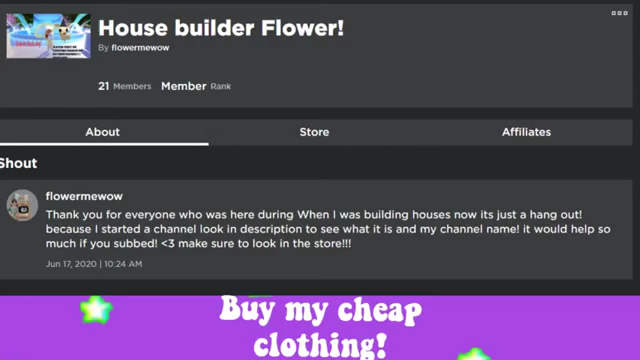 House builder Flower!
By flowermewow
21 Members Member Rank
About Store Affiliates
Shout
flowermewow
Thank you for everyone who was here during When I was building houses now its just a hang out!
because I started a channel look in description to see what it is and my channel name! it would help so
much if you subbed! <3 make sure to look in the store!!!
Jun 17, 2020 | 10:24 AM
Buy my cheap
clothing!